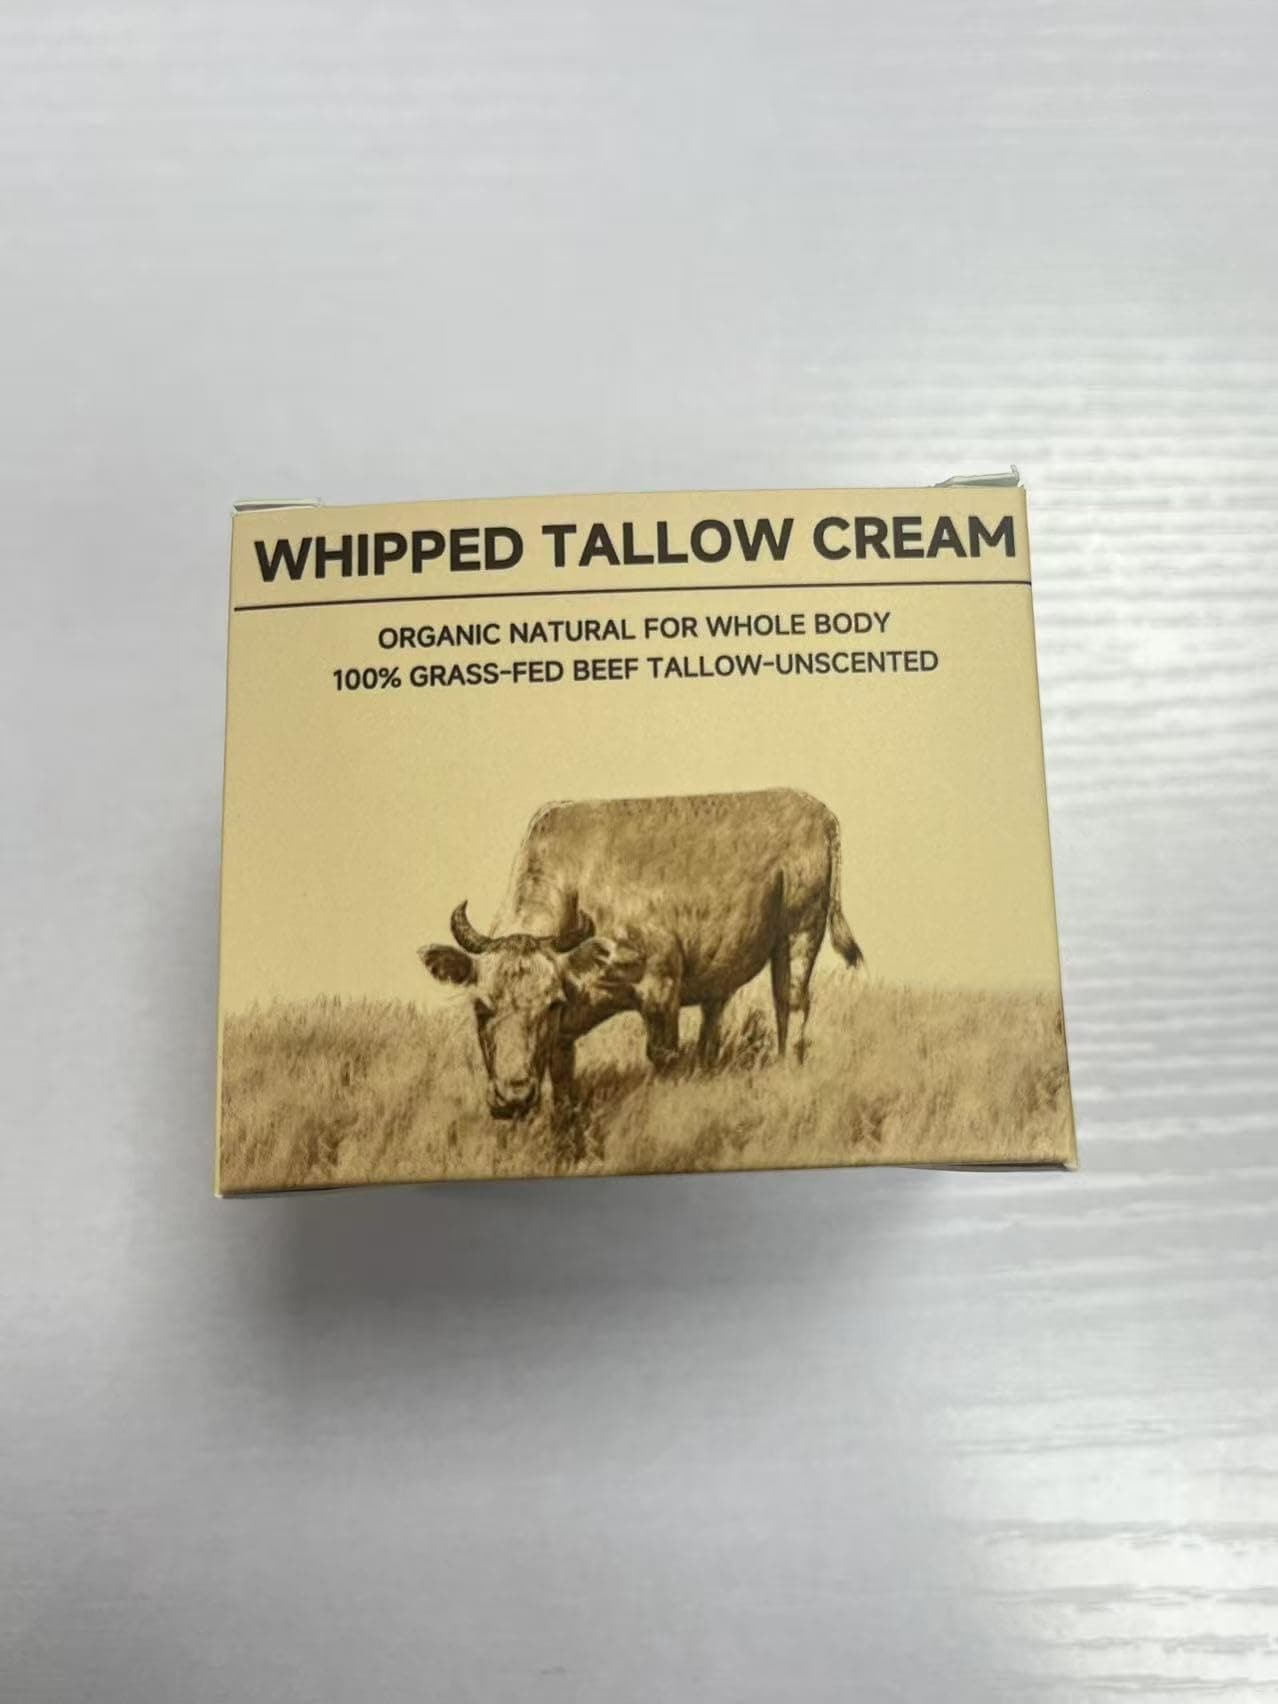 WHIPPED TALLOW CREAM
ORGANIC NATURAL FOR WHOLE BODY
100% GRASS-FED BEEF TALLOW-UNSCENTED